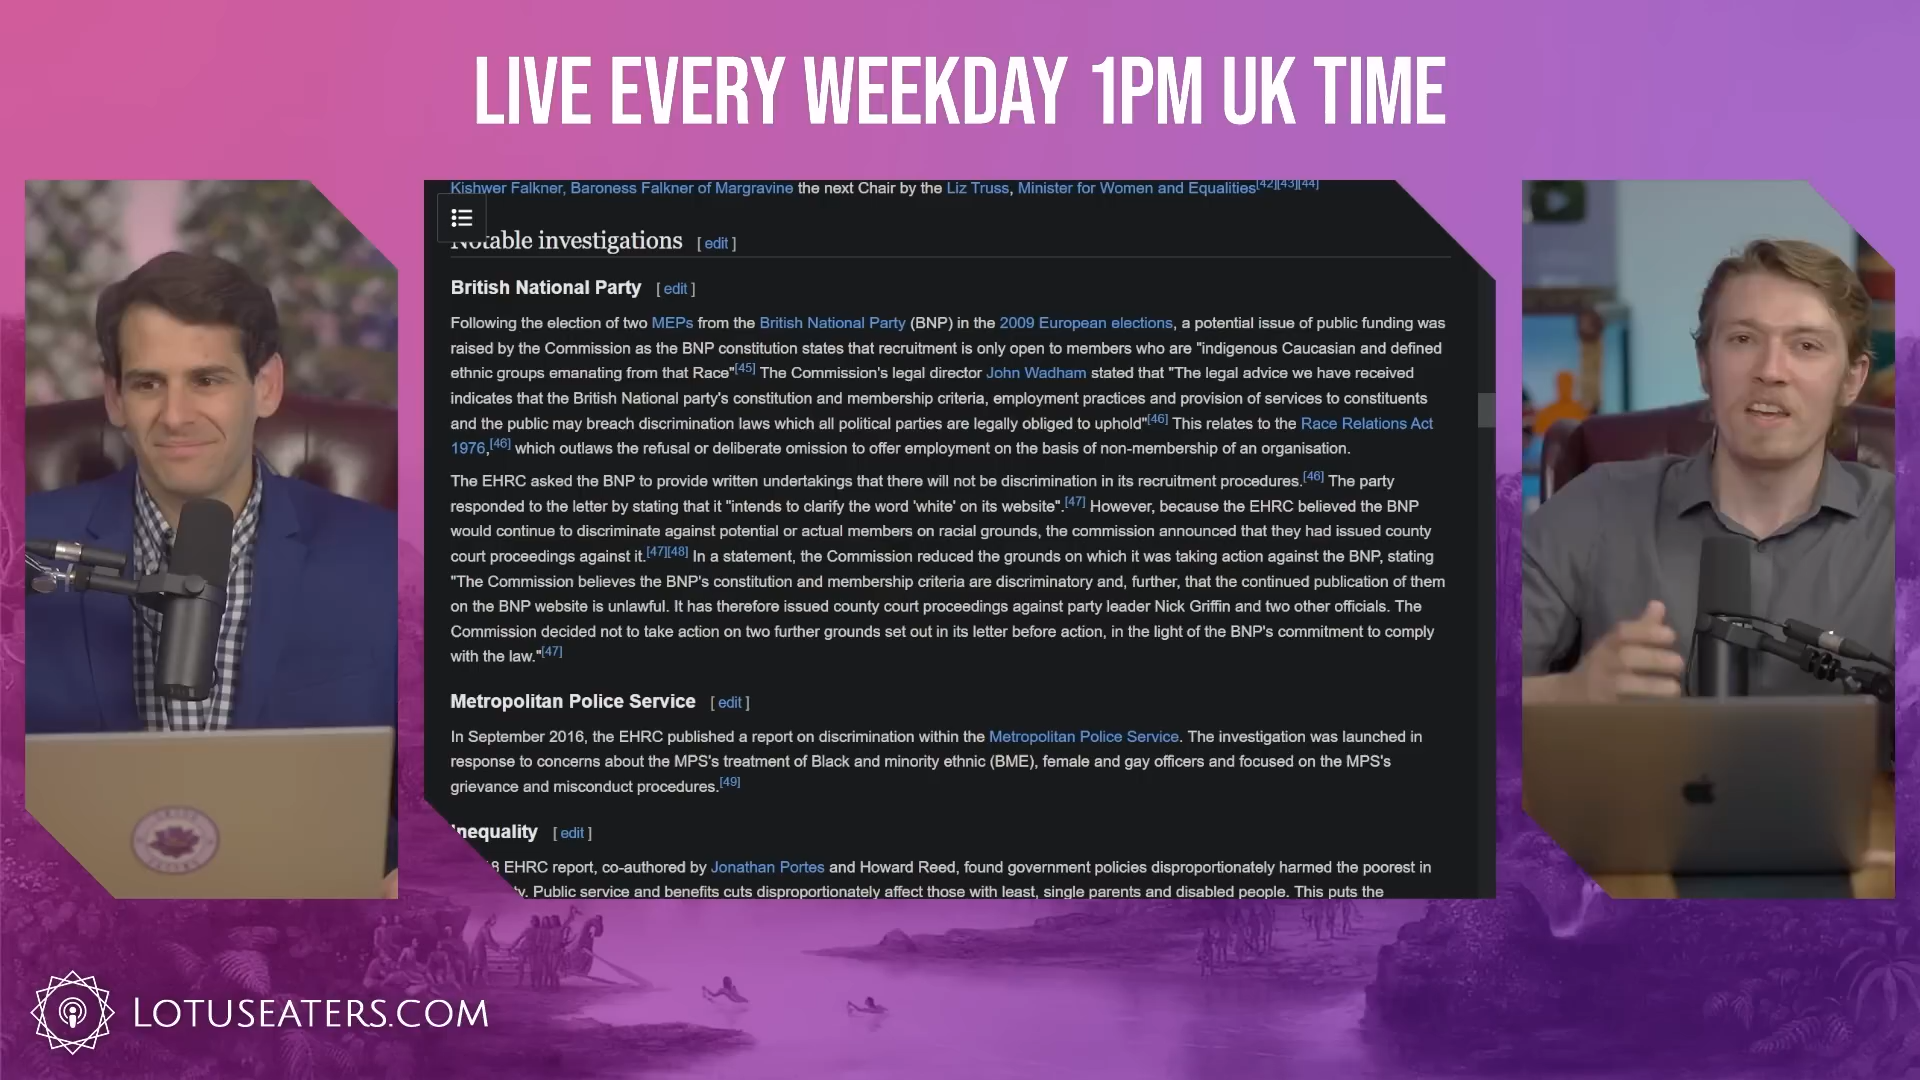 LIVE EVERY WEEKDAY 1PM UK TIME
Kishwer Falkner, Baroness Falkner of Margravine the next Chair by the Liz Truss, Minister for Women and Equalities[42][43][44]
Notable investigations [ edit ]
British National Party [ edit ]
Following the election of two MEPs from the British National Party (BNP) in the 2009 European elections, a potential issue of public funding was
raised by the Commission as the BNP constitution states that recruitment is only open to members who are "indigenous Caucasian and defined
ethnic groups emanating from that Race"[45] The Commission's legal director John Wadham stated that "The legal advice we have received
indicates that the British National party's constitution and membership criteria, employment practices and provision of services to constituents
and the public may breach discrimination laws which all political parties are legally obliged to uphold"[46] This relates to the Race Relations Act
1976,[46] which outlaws the refusal or deliberate omission to offer employment on the basis of non-membership of an organisation.
The EHRC asked the BNP to provide written undertakings that there will not be discrimination in its recruitment procedures.[46] The party
responded to the letter by stating that it "intends to clarify the word 'white' on its website".[47] However, because the EHRC believed the BNP
would continue to discriminate against potential or actual members on racial grounds, the commission announced that they had issued county
court proceedings against it.[47][48] In a statement, the Commission reduced the grounds on which it was taking action against the BNP, stating
"The Commission believes the BNP's constitution and membership criteria are discriminatory and, further, that the continued publication of them
on the BNP website is unlawful. It has therefore issued county court proceedings against party leader Nick Griffin and two other officials. The
Commission decided not to take action on two further grounds set out in its letter before action, in the light of the BNP's commitment to comply
with the law."[47]
Metropolitan Police Service [ edit ]
In September 2016, the EHRC published a report on discrimination within the Metropolitan Police Service. The investigation was launched in
response to concerns about the MPS's treatment of Black and minority ethnic (BME), female and gay officers and focused on the MPS's
grievance and misconduct procedures.[49]
Inequality [ edit ]
8 EHRC report, co-authored by Jonathan Portes and Howard Reed, found government policies disproportionately harmed the poorest in
Public service and benefits cuts disproportionately affect those with least, single parents and disabled people. This puts the
LOTUSEATERS.COM